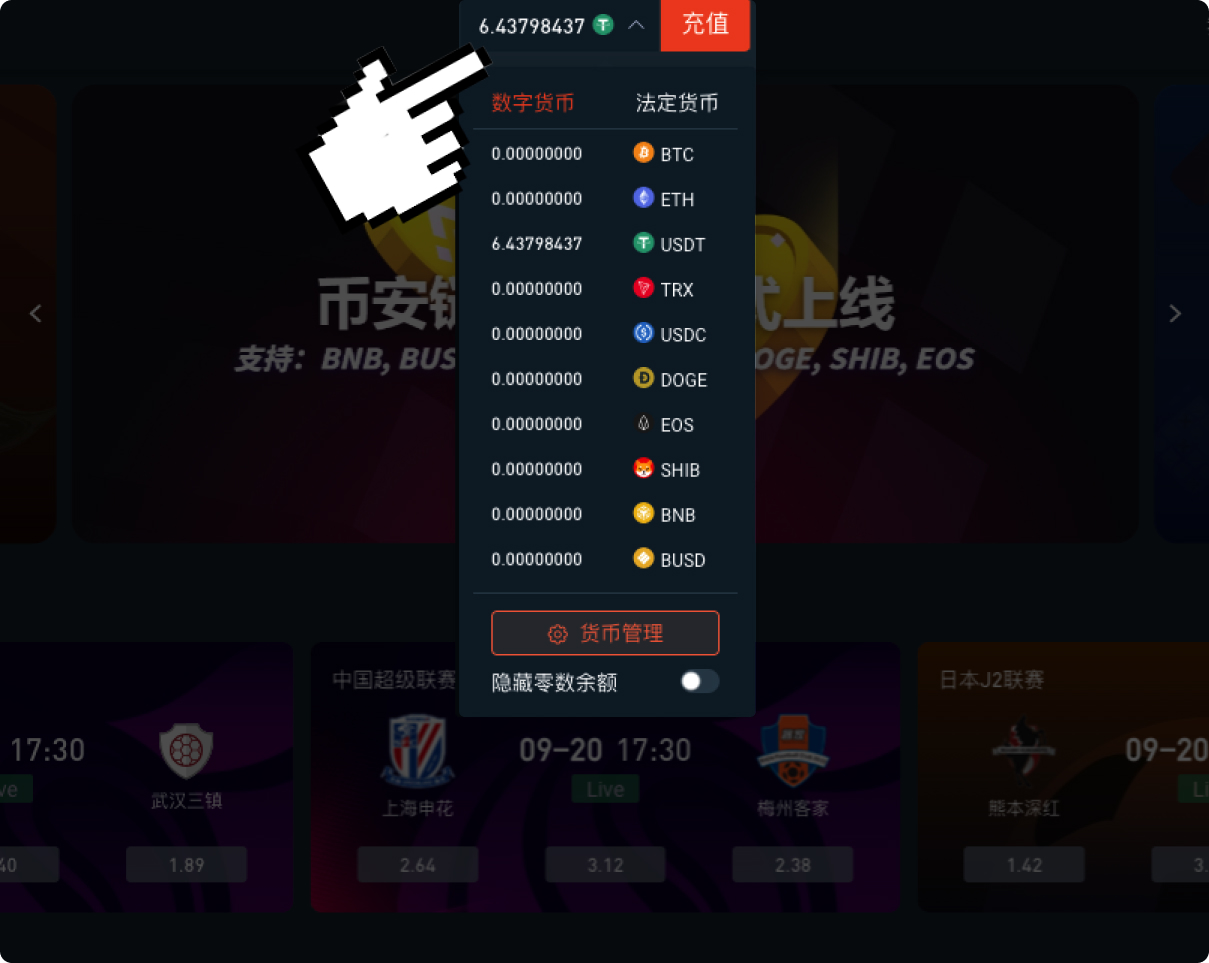 6.43798437
充值
数字货币 法定货币
0.00000000 BTC
0.00000000 ETH
6.43798437 USDT
0.00000000 TRX
0.00000000 USDC
0.00000000 DOGE
0.00000000 EOS
0.00000000 SHIB
0.00000000 BNB
0.00000000 BUSD
货币管理
隐藏零数余额
币安链 式上线
支持：BNB, BUS OGE, SHIB, EOS
17:30
ve
武汉三镇
40 1.89
中国超级联赛
09-20 17:30
Live
上海申花 梅州客家
2.64 3.12 2.38
日本J2联赛
09-20
Li
熊本深红
1.42 3.